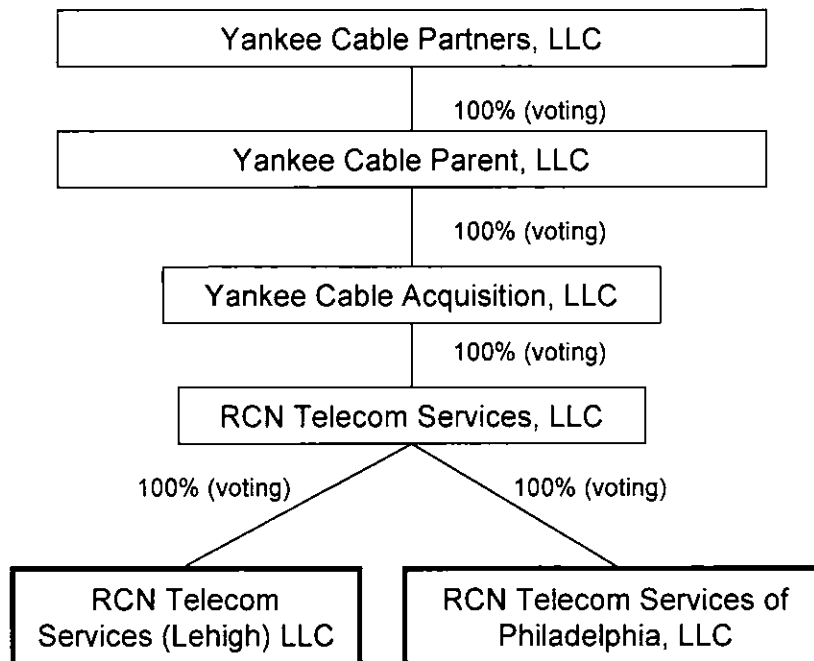 Yankee Cable Partners, LLC
100% (voting)
Yankee Cable Parent, LLC
100% (voting)
Yankee Cable Acquisition, LLC
100% (voting)
RCN Telecom Services, LLC
100% (voting)
100% (voting)
RCN Telecom
Services (Lehigh) LLC
RCN Telecom Services of
Philadelphia, LLC